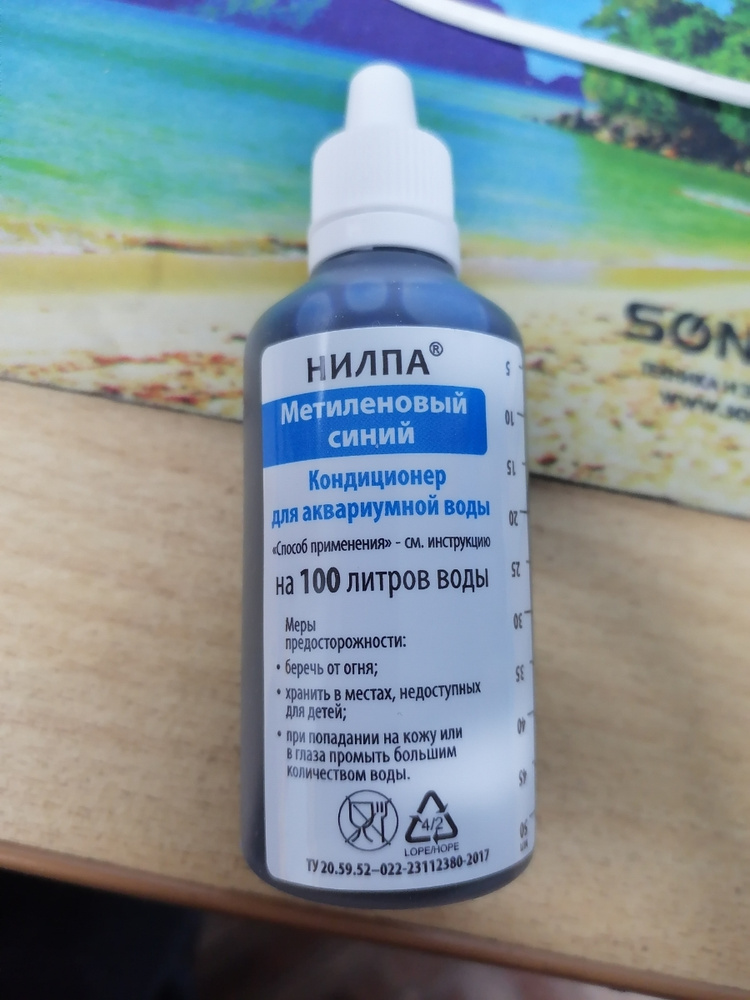 SØN
НИЛПА®
Метиленовый
синий
Кондиционер
для аквариумной воды
«Способ применения» - см. инструкцию
на 100 литров воды
Меры
предосторожности:
• беречь от огня;
• хранить в местах, недоступных
для детей;
• при попадании на кожу или
в глаза промыть большим
количеством воды.
4/2
LDPE/HDPE
ТУ 20.59.52–022-23112380-2017
5
10
15
20
25
30
35
40
45
50